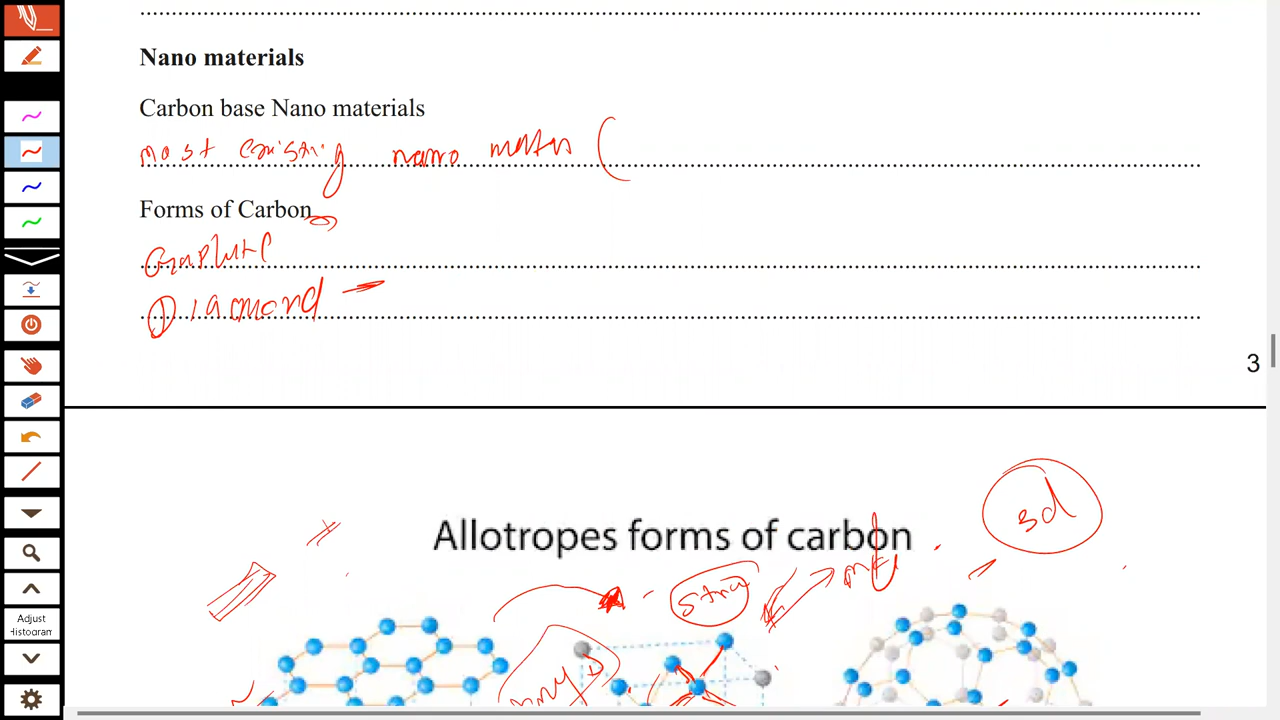 Nano materials
Carbon base Nano materials
most existing nano
Forms of Carbon
Graphite
Diamond
3
Allotropes forms of carbon
3d
Adjust
Histogram